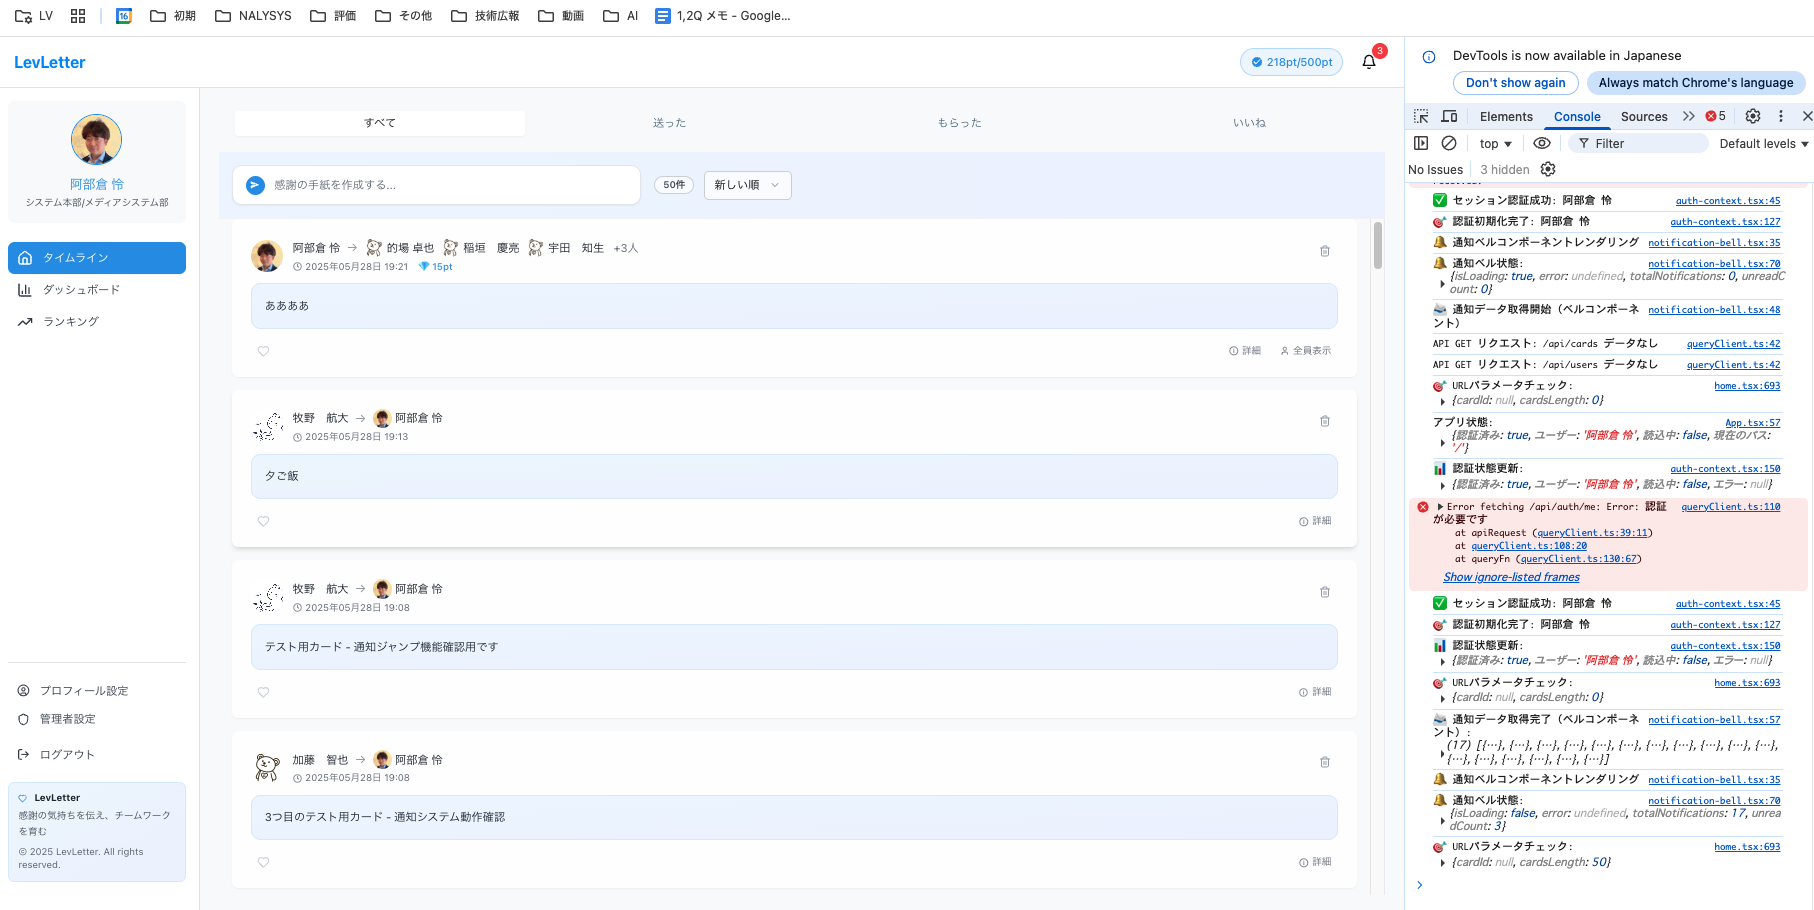 LV
16
初期
NALYSYS
評価
その他
技術広報
動画
AI
1,2Q メモ - Google...
LevLetter
218pt/500pt
3
阿部倉 怜
システム本部/メディアシステム部
タイムライン
ダッシュボード
ランキング
プロフィール設定
管理者設定
ログアウト
LevLetter
感謝の気持ちを伝え、チームワーク
を育む
© 2025 LevLetter. All rights
reserved.
すべて
送った
もらった
いいね
感謝の手紙を作成する...
50件
新しい順
阿部倉 怜 → 的場 卓也 稲垣 慶亮 宇田 知生 +3人
2025年05月28日 19:21 15pt
ああああ
詳細
全員表示
牧野 航大 → 阿部倉 怜
2025年05月28日 19:13
夕ご飯
詳細
牧野 航大 → 阿部倉 怜
2025年05月28日 19:08
テスト用カード - 通知ジャンプ機能確認用です
詳細
加藤 智也 → 阿部倉 怜
2025年05月28日 19:08
3つ目のテスト用カード - 通知システム動作確認
詳細
DevTools is now available in Japanese
Don't show again
Always match Chrome's language
Elements
Console
Sources
5
top
Filter
Default levels
No Issues
3 hidden
セッション認証成功: 阿部倉 怜 auth-context.tsx:45
認証初期化完了: 阿部倉 怜 auth-context.tsx:127
通知ベルコンポーネントレンダリング notification-bell.tsx:35
通知ベル状態: notification-bell.tsx:70
{isLoading: true, error: undefined, totalNotifications: 0, unreadC
ount: 0}
通知データ取得開始（ベルコンポーネ notification-bell.tsx:48
ント）
API GET リクエスト: /api/cards データなし queryClient.ts:42
API GET リクエスト: /api/users データなし queryClient.ts:42
URLパラメータチェック: home.tsx:693
{cardId: null, cardsLength: 0}
アプリ状態: App.tsx:57
{認証済み: true, ユーザー: '阿部倉 怜', 読込中: false, 現在のパス:
'/'}
認証状態更新: auth-context.tsx:150
{認証済み: true, ユーザー: '阿部倉 怜', 読込中: false, エラー: null}
Error fetching /api/auth/me: Error: 認証 queryClient.ts:110
が必要です
at apiRequest (queryClient.ts:39:11)
at queryClient.ts:108:20
at queryFn (queryClient.ts:130:67)
Show ignore-listed frames
セッション認証成功: 阿部倉 怜 auth-context.tsx:45
認証初期化完了: 阿部倉 怜 auth-context.tsx:127
認証状態更新: auth-context.tsx:150
{認証済み: true, ユーザー: '阿部倉 怜', 読込中: false, エラー: null}
URLパラメータチェック: home.tsx:693
{cardId: null, cardsLength: 0}
通知データ取得完了（ベルコンポーネ notification-bell.tsx:57
ント）:
(17) [{…}, {…}, {…}, {…}, {…}, {…}, {…}, {…}, {…}, {…}, {…},
{…}, {…}, {…}, {…}, {…}, {…}]
通知ベルコンポーネントレンダリング notification-bell.tsx:35
通知ベル状態: notification-bell.tsx:70
{isLoading: false, error: undefined, totalNotifications: 17, unrea
dCount: 3}
URLパラメータチェック: home.tsx:693
{cardId: null, cardsLength: 50}